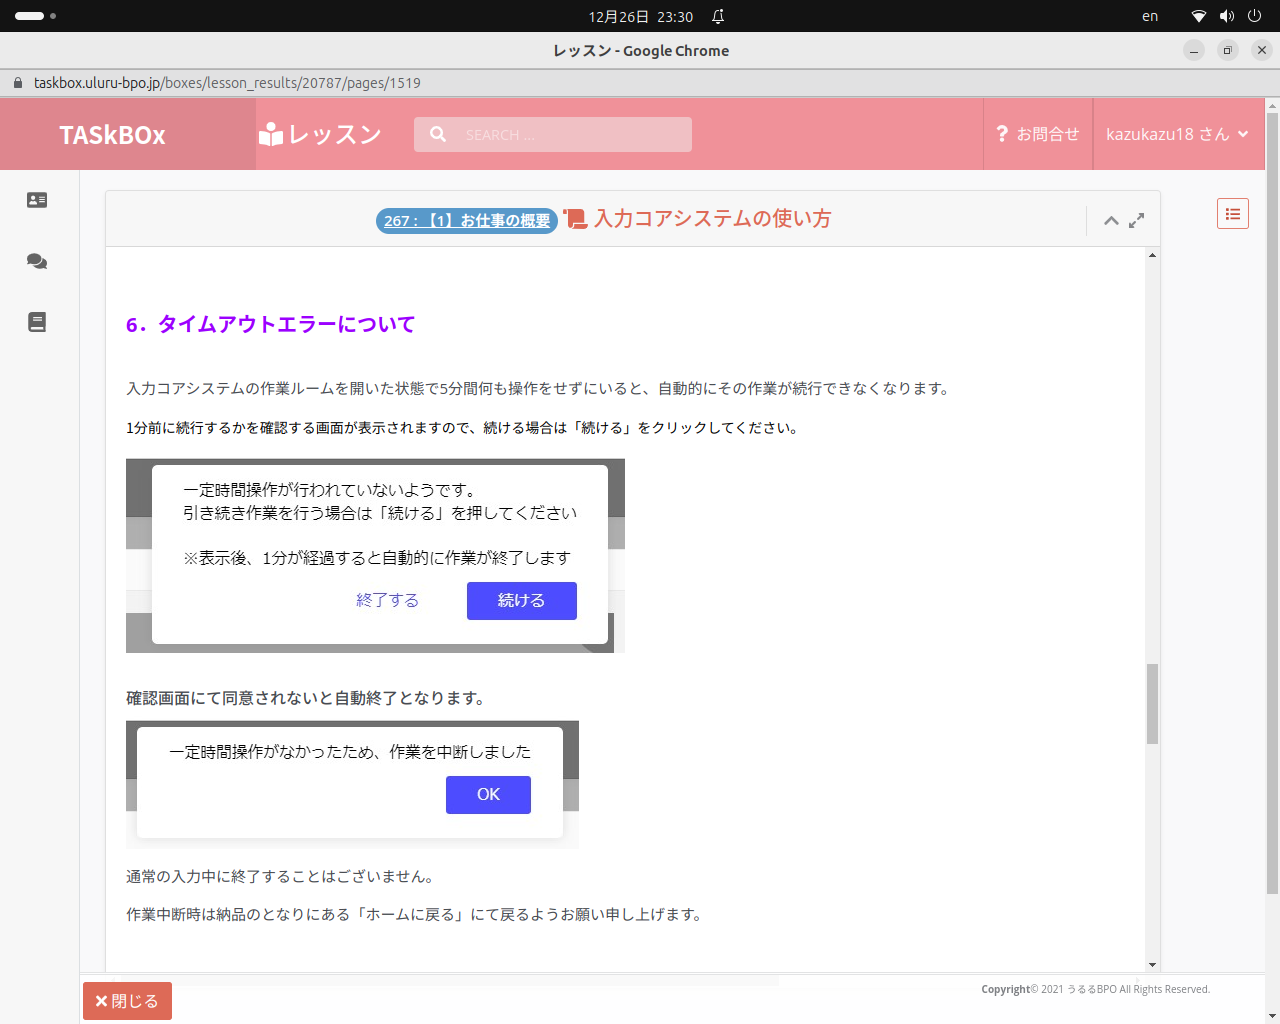 12月26日 23:30
en
レッスン - Google Chrome
taskbox.uluru-bpo.jp/boxes/lesson_results/20787/pages/1519
TASkBOx
レッスン
SEARCH ...
お問合せ
kazukazu18 さん
267 : 【1】お仕事の概要
入力コアシステムの使い方
6．タイムアウトエラーについて
入力コアシステムの作業ルームを開いた状態で5分間何も操作をせずにいると、自動的にその作業が続行できなくなります。
1分前に続行するかを確認する画面が表示されますので、続ける場合は「続ける」をクリックしてください。
一定時間操作が行われていないようです。
引き続き作業を行う場合は「続ける」を押してください
※表示後、1分が経過すると自動的に作業が終了します
終了する
続ける
確認画面にて同意されないと自動終了となります。
一定時間操作がなかったため、作業を中断しました
OK
通常の入力中に終了することはございません。
作業中断時は納品のとなりにある「ホームに戻る」にて戻るようお願い申し上げます。
Copyright© 2021 うるるBPO All Rights Reserved.
閉じる